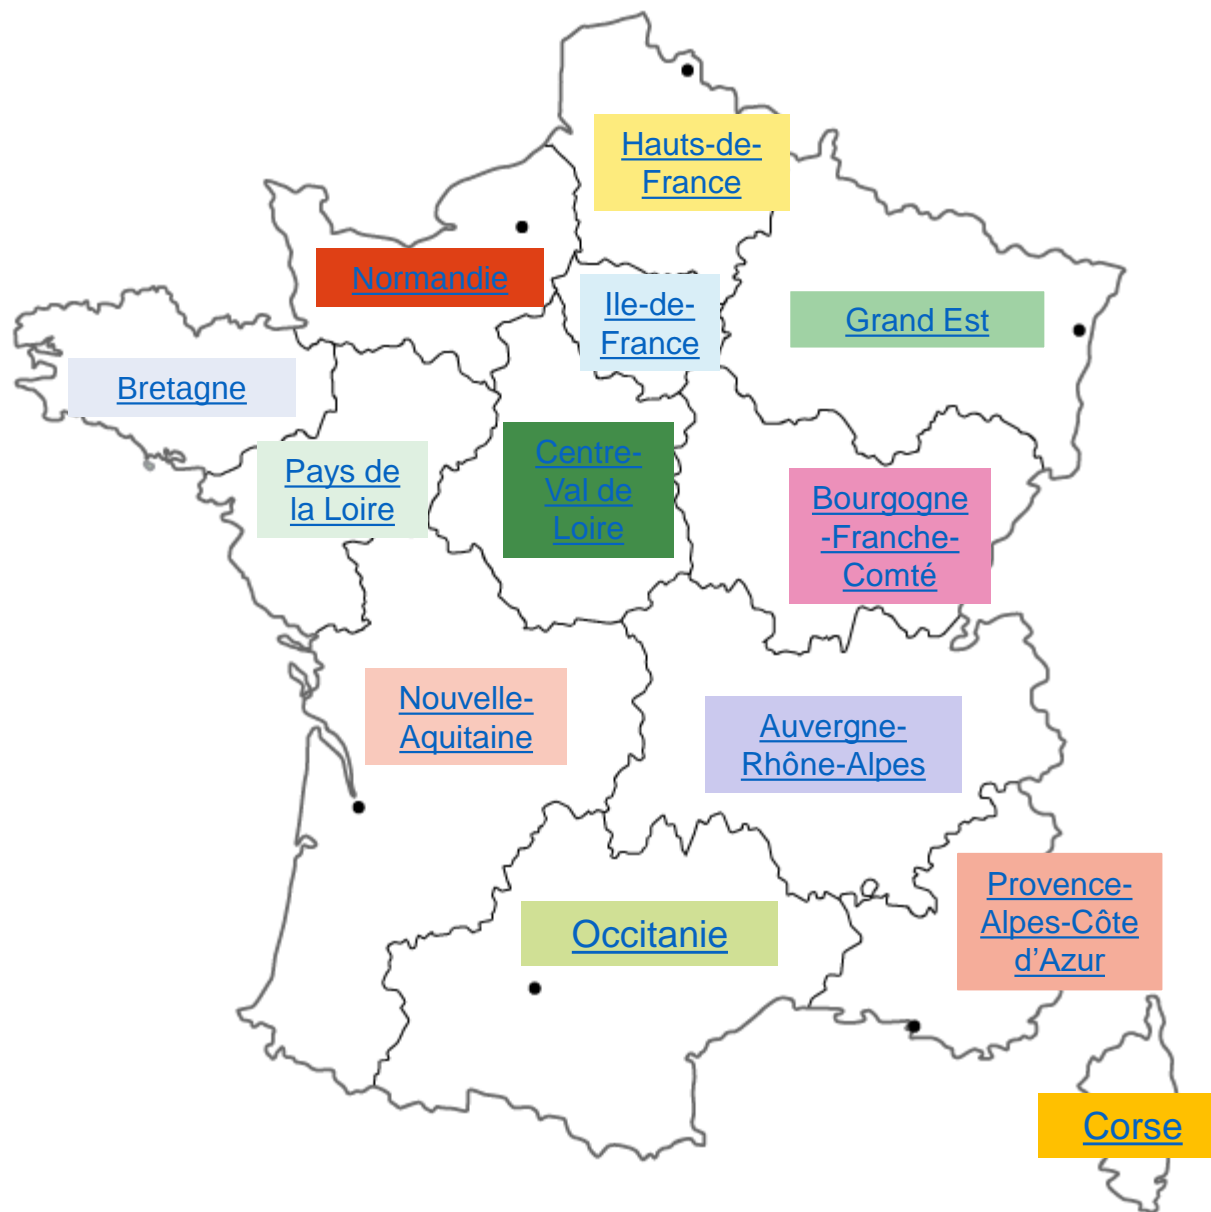 Hauts-de-
France
Normandie
Ile-de-
France
Grand Est
Bretagne
Pays de
la Loire
Centre-
Val de
Loire
Bourgogne
-Franche-
Comté
Nouvelle-
Aquitaine
Auvergne-
Rhône-Alpes
Provence-
Alpes-Côte
d’Azur
Occitanie
Corse